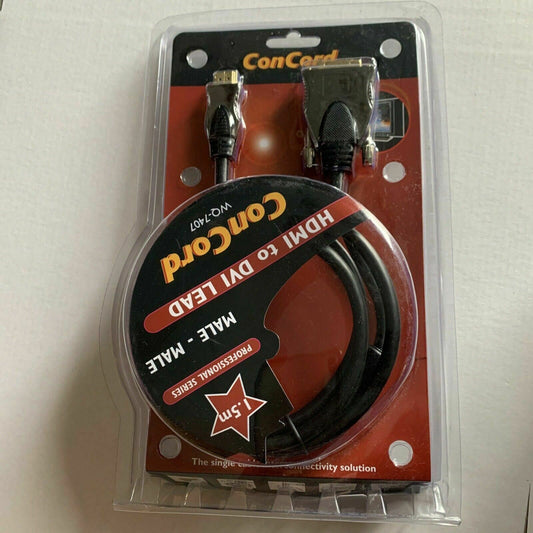 ConCord
WQ-7407
ConCord
HDMI to DVI LEAD
MALE - MALE
PROFESSIONAL SERIES
1.5m
The single connectivity solution